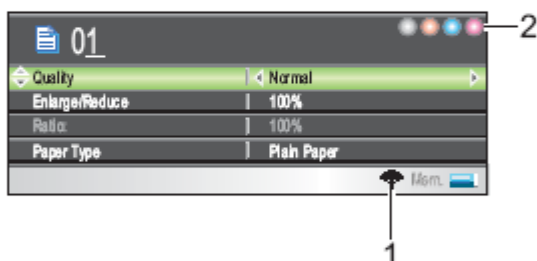 01
2
Quality Normal
Enlarge/Reduce 100%
Ratio: 100%
Paper Type Plain Paper
Mem.
1